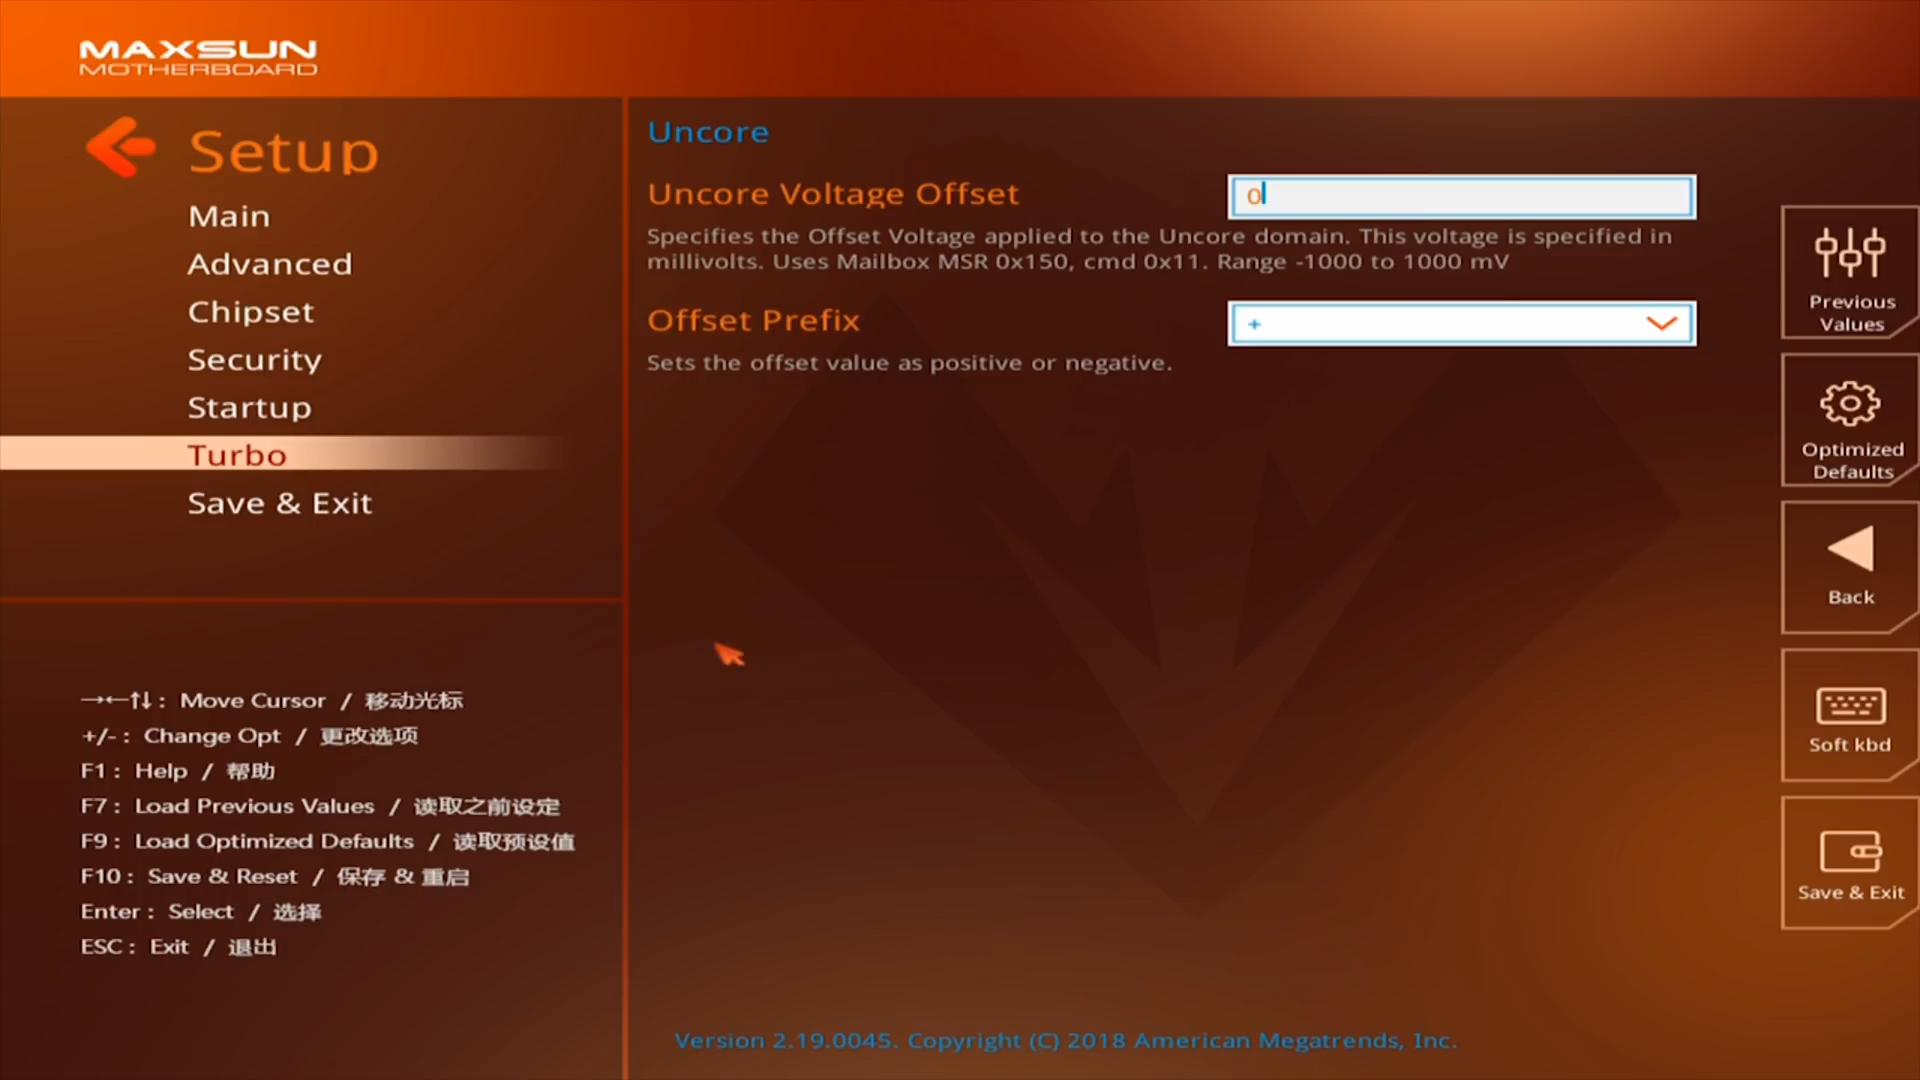 MAXSUN
MOTHERBOARD
Setup
Main
Advanced
Chipset
Security
Startup
Turbo
Save & Exit
→←↑↓ : Move Cursor / 移动光标
+/- : Change Opt / 更改选项
F1 : Help / 帮助
F7 : Load Previous Values / 读取之前设定
F9 : Load Optimized Defaults / 读取预设值
F10 : Save & Reset / 保存 & 重启
Enter : Select / 选择
ESC : Exit / 退出
Uncore
Uncore Voltage Offset
0
Specifies the Offset Voltage applied to the Uncore domain. This voltage is specified in
millivolts. Uses Mailbox MSR 0x150, cmd 0x11. Range -1000 to 1000 mV
Offset Prefix
+
Sets the offset value as positive or negative.
Previous
Values
Optimized
Defaults
Back
Soft kbd
Save & Exit
Version 2.19.0045. Copyright (C) 2018 American Megatrends, Inc.